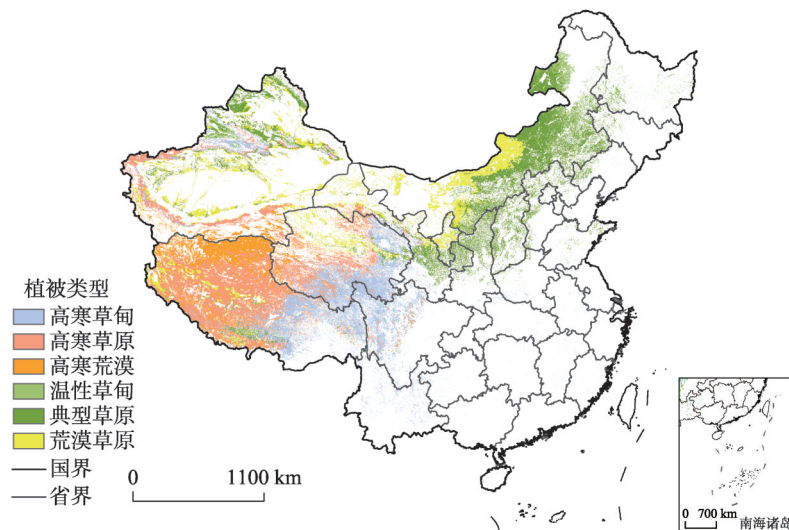 植被类型
高寒草甸
高寒草原
高寒荒漠
温性草甸
典型草原
荒漠草原
国界
省界
0 1100 km
0 700 km
南海诸岛